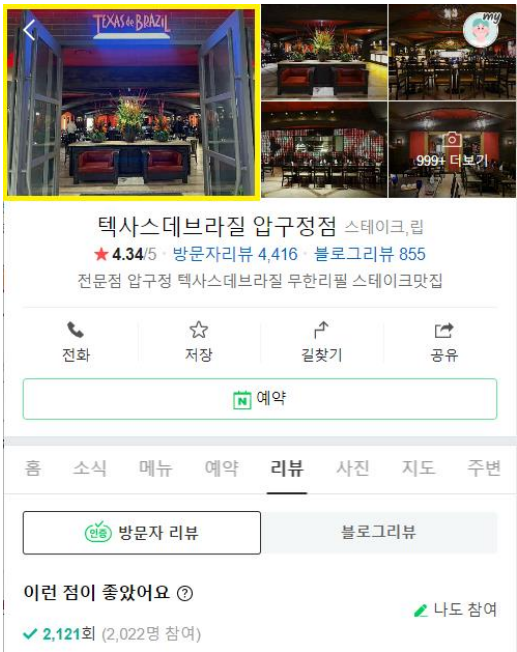 TEXAS de BRAZIL
my
999+ 더보기
텍사스데브라질 압구정점 스테이크,립
★ 4.34/5 · 방문자리뷰 4,416 · 블로그리뷰 855
전문점 압구정 텍사스데브라질 무한리필 스테이크맛집
전화 저장 길찾기 공유
N 예약
홈 소식 메뉴 예약 리뷰 사진 지도 주변
인증 방문자 리뷰 블로그리뷰
이런 점이 좋았어요 ?
나도 참여
2,121회 (2,022명 참여)